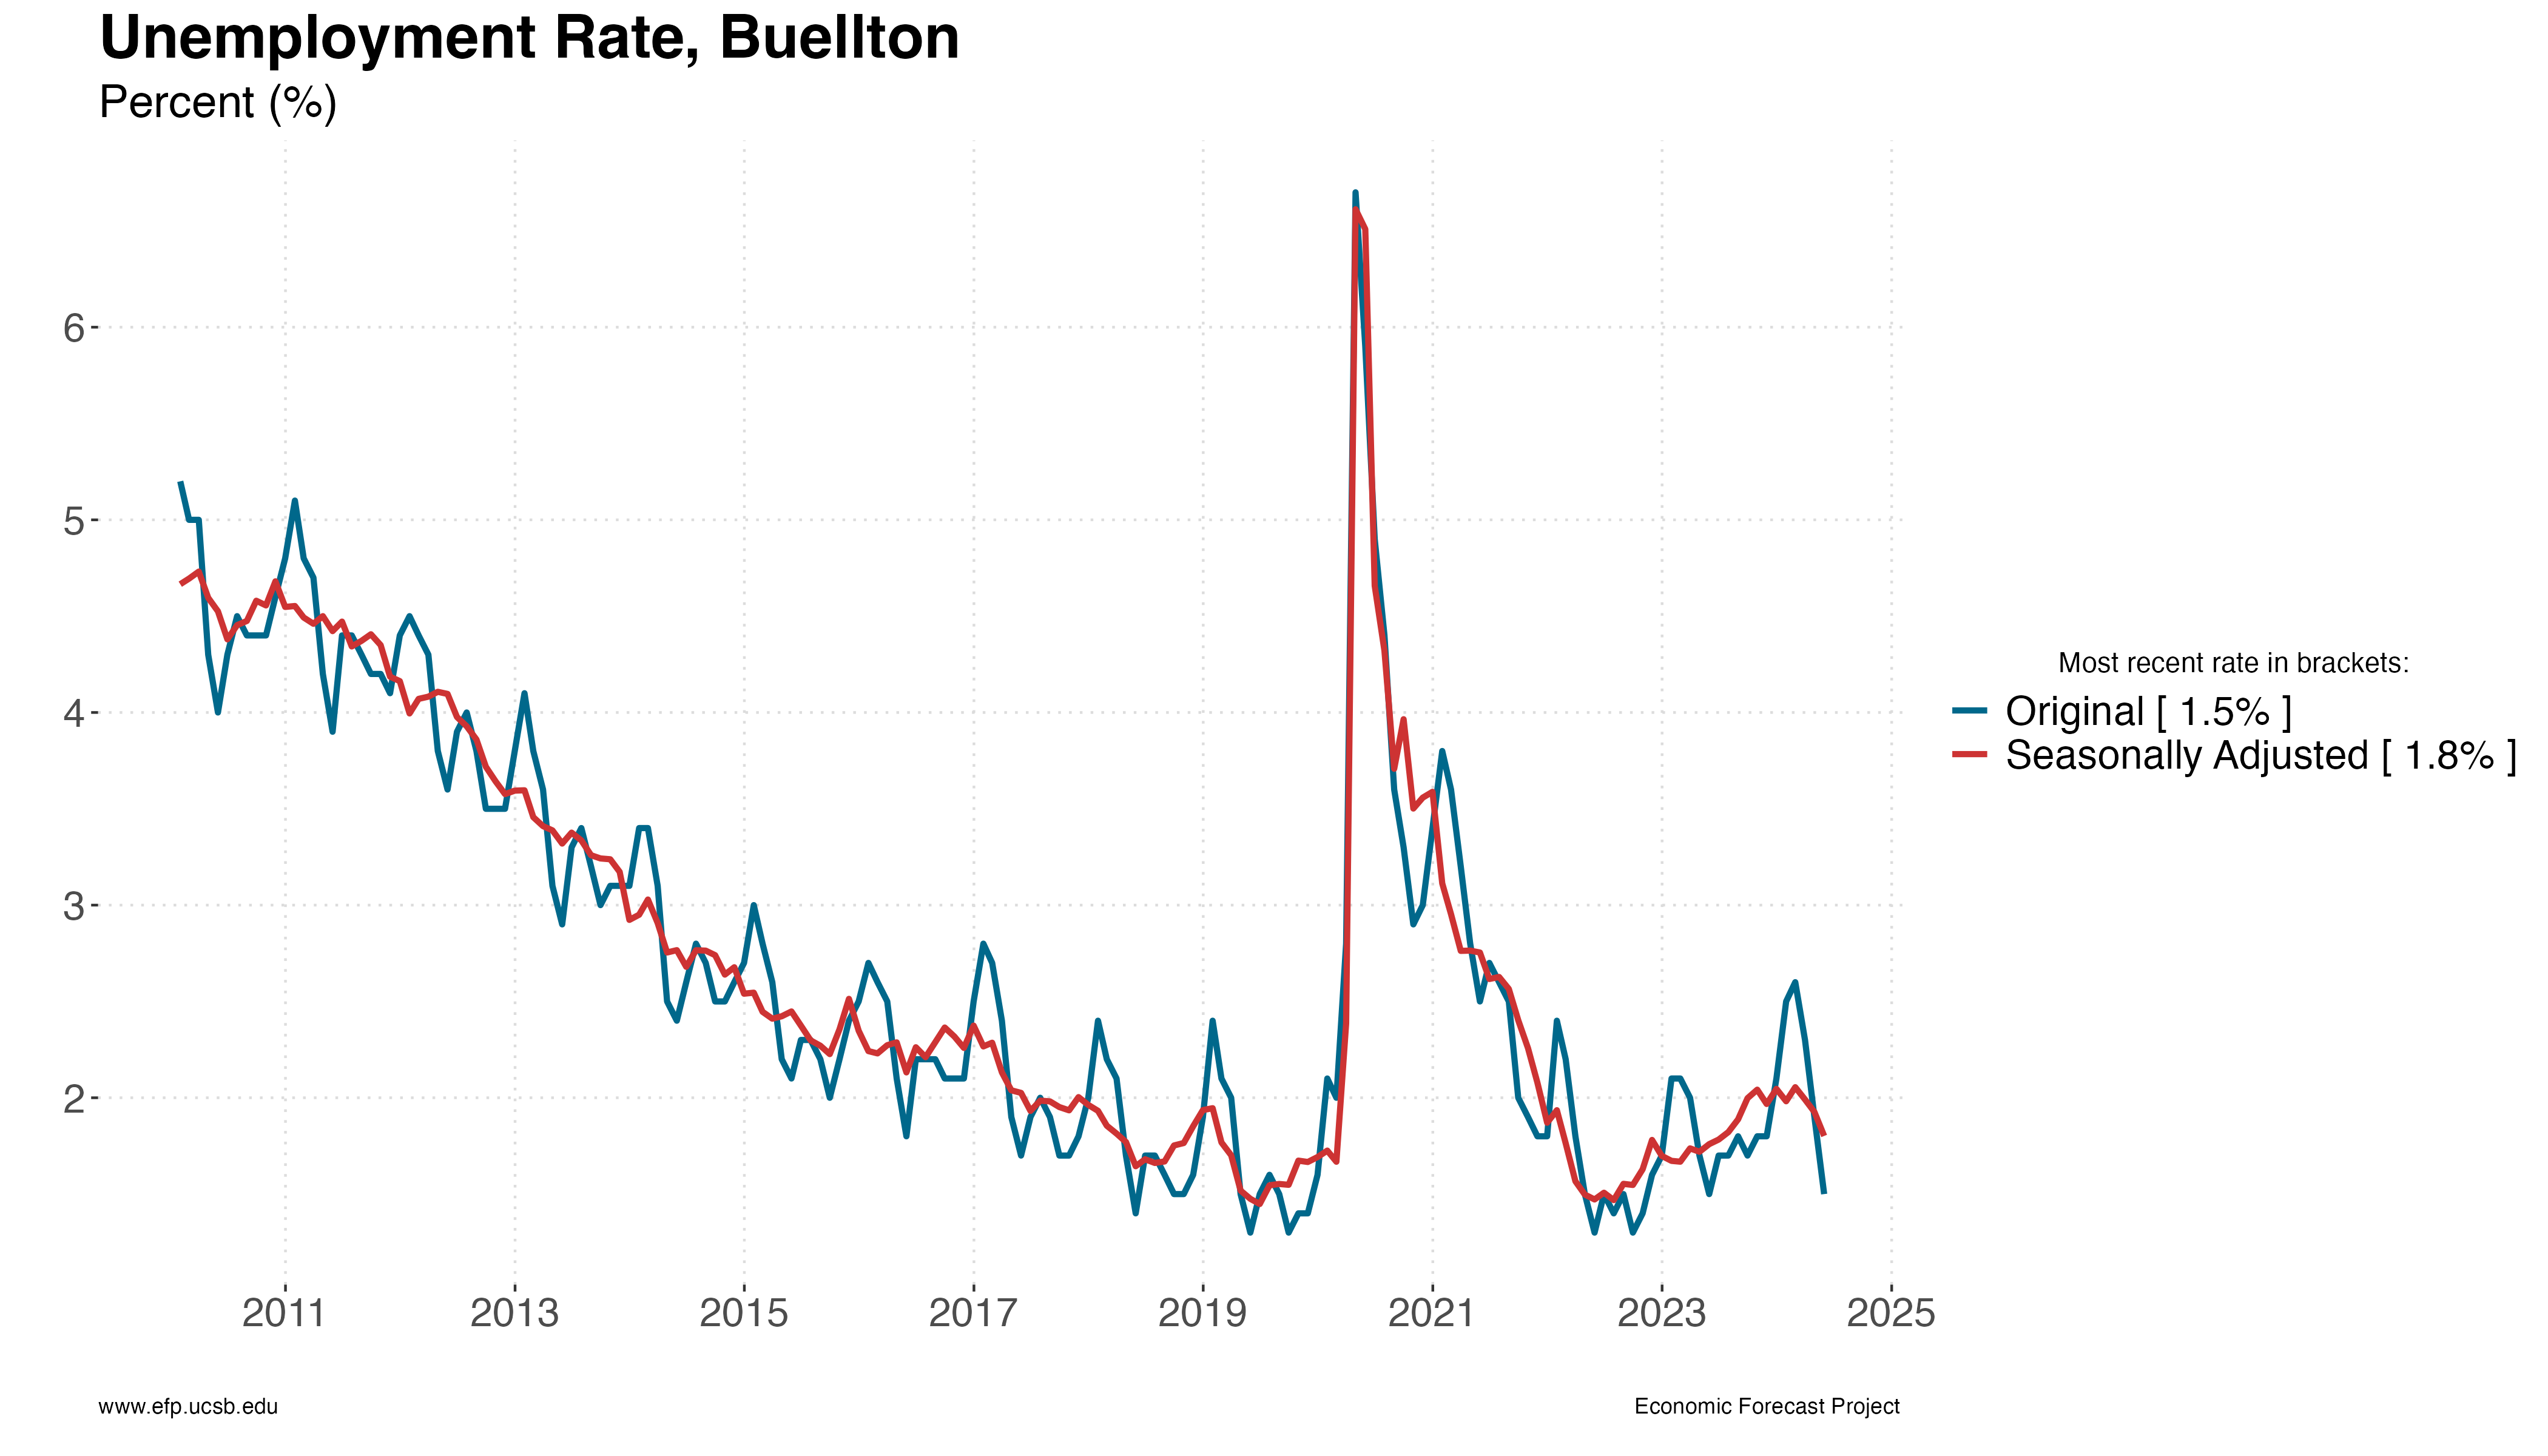 Unemployment Rate, Buellton
Percent (%)
6
5
4
3
2
2011 2013 2015 2017 2019 2021 2023 2025
Most recent rate in brackets:
Original [ 1.5% ]
Seasonally Adjusted [ 1.8% ]
www.efp.ucsb.edu
Economic Forecast Project